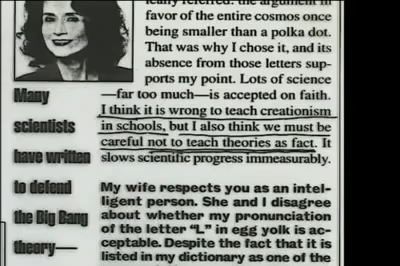 ically referred: the argument in
favor of the entire cosmos once
being smaller than a polka dot.
That was why I chose it, and its
absence from those letters sup-
ports my point. Lots of science
—far too much—is accepted on faith.
I think it is wrong to teach creationism
in schools, but I also think we must be
careful not to teach theories as fact. It
slows scientific progress immeasurably.
Many
scientists
have written
to defend
the Big Bang
theory—
My wife respects you as an intel-
ligent person. She and I disagree
about whether my pronunciation
of the letter "L" in egg yolk is ac-
ceptable. Despite the fact that it is
listed in my dictionary as one of the